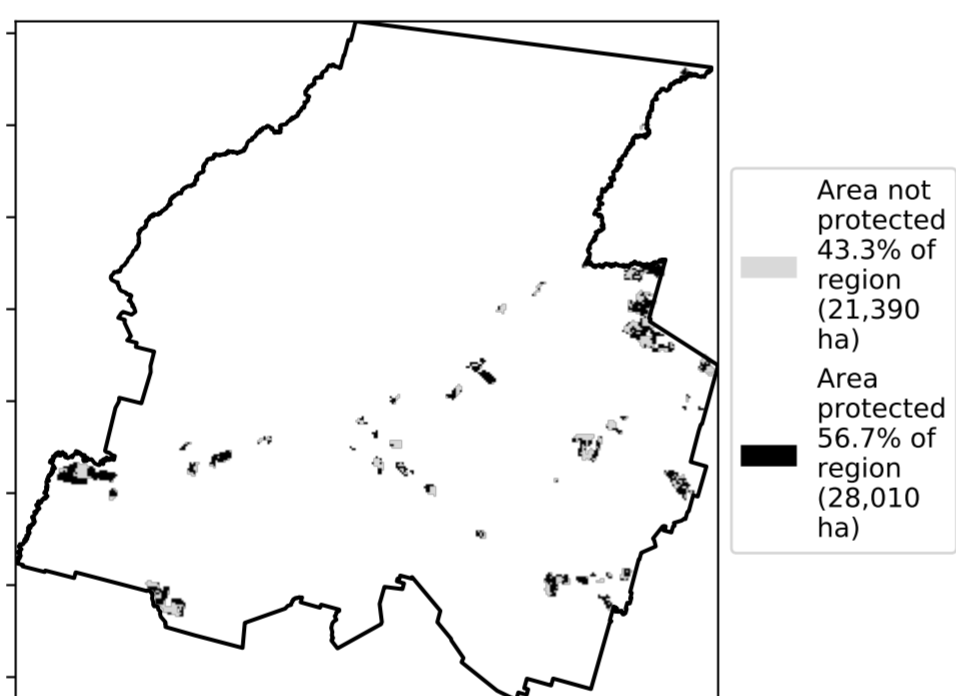 Area not
protected
43.3% of
region
(21,390
ha)
Area
protected
56.7% of
region
(28,010
ha)